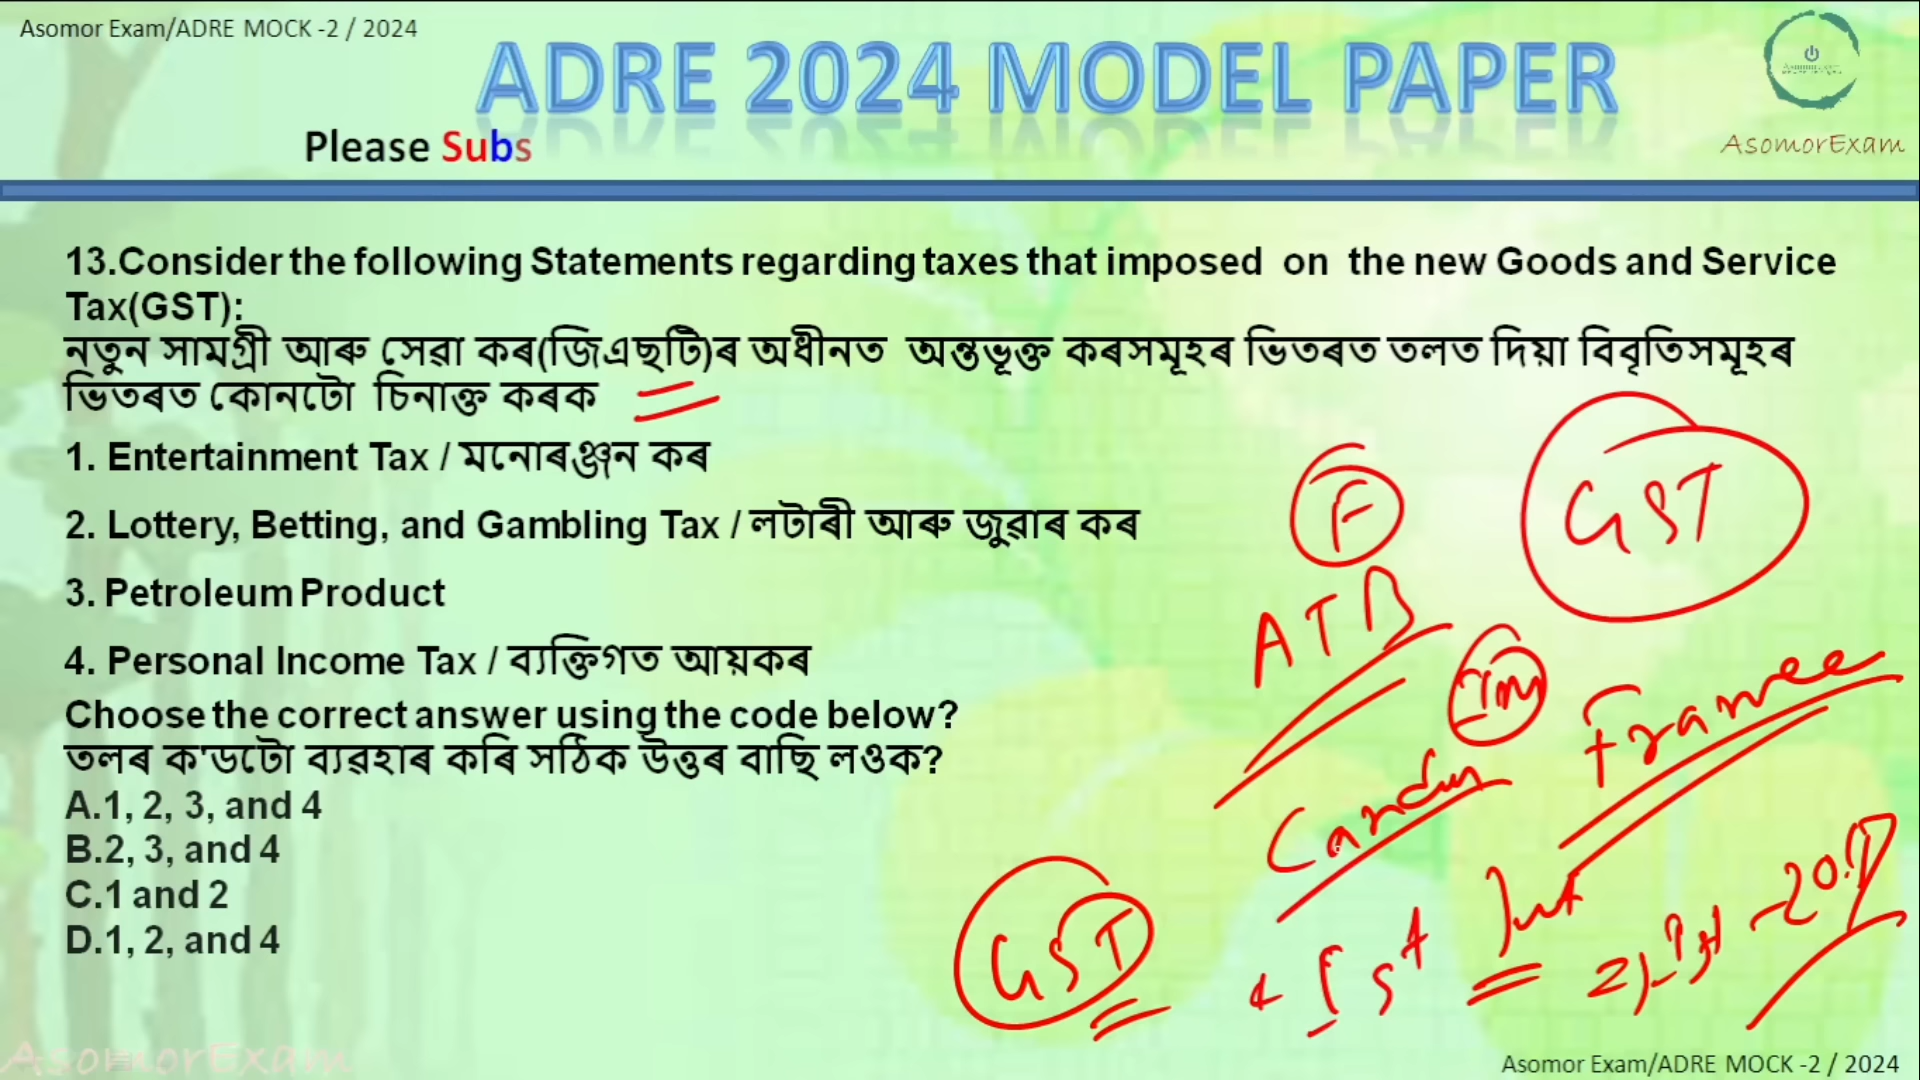 Asomor Exam/ADRE MOCK -2 / 2024
ADRE 2024 MODEL PAPER
Please Subs
AsomorExam
13.Consider the following Statements regarding taxes that imposed on the new Goods and Service
Tax(GST):
নতুন সামগ্ৰী আৰু সেৱা কৰ(জিএছটি)ৰ অধীনত অন্তৰ্ভূক্ত কৰসমূহৰ ভিতৰত তলত দিয়া বিবৃতিসমূহৰ
ভিতৰত কোনটো চিনাক্ত কৰক
1. Entertainment Tax / মনোৰঞ্জন কৰ
2. Lottery, Betting, and Gambling Tax / লটাৰী আৰু জুৱাৰ কৰ
3. Petroleum Product
4. Personal Income Tax / ব্যক্তিগত আয়কৰ
Choose the correct answer using the code below?
তলৰ ক'ডটো ব্যৱহাৰ কৰি সঠিক উত্তৰ বাছি লওক?
A.1, 2, 3, and 4
B.2, 3, and 4
C.1 and 2
D.1, 2, and 4
F
GST
ATB
GST
AsomorExam
Asomor Exam/ADRE MOCK -2 / 2024